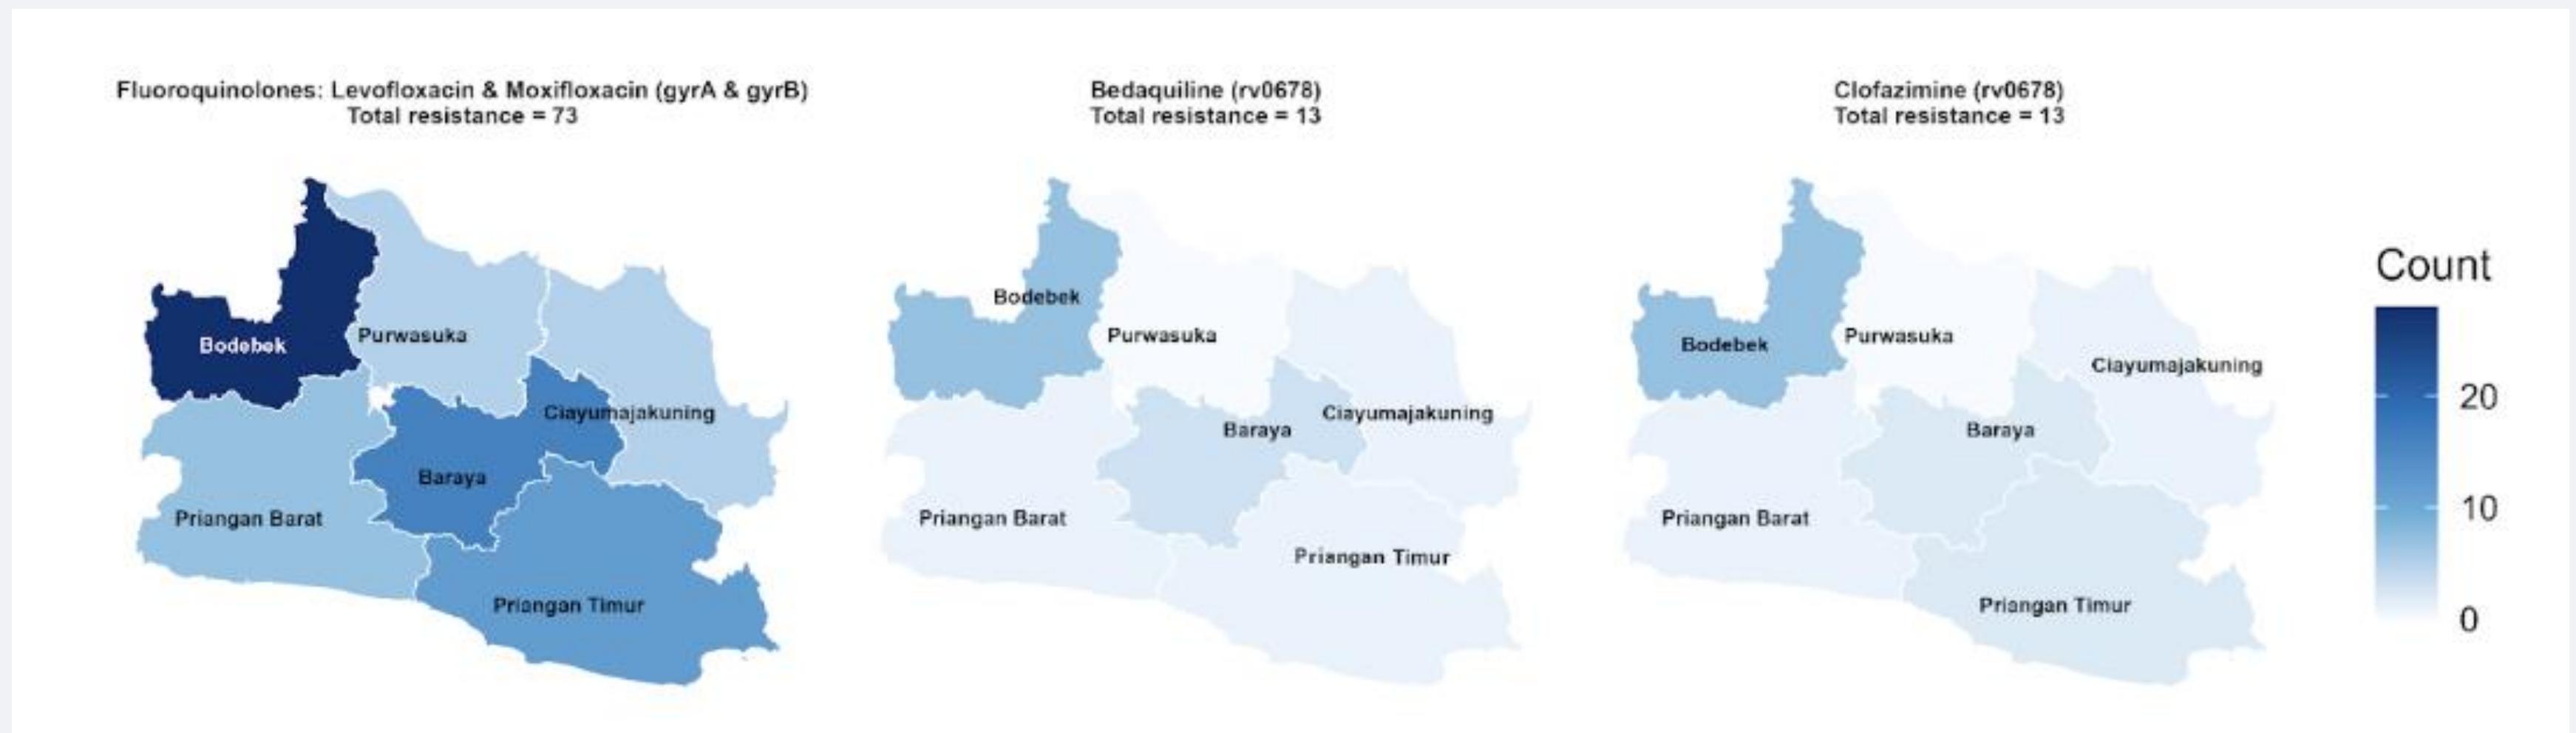 Fluoroquinolones: Levofloxacin & Moxifloxacin (gyrA & gyrB)
Total resistance = 73
Bodebek
Purwasuka
Ciayumajakuning
Baraya
Priangan Barat
Priangan Timur
Bedaquiline (rv0678)
Total resistance = 13
Bodebek
Purwasuka
Ciayumajakuning
Baraya
Priangan Barat
Priangan Timur
Clofazimine (rv0678)
Total resistance = 13
Bodebek
Purwasuka
Ciayumajakuning
Baraya
Priangan Barat
Priangan Timur
Count
20
10
0